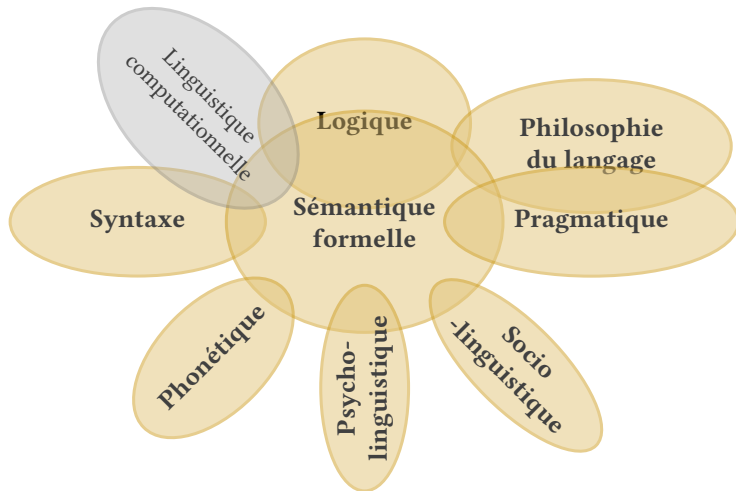 Linguistique
computationnelle
Logique
Philosophie
du langage
Syntaxe
Sémantique
formelle
Pragmatique
Phonétique
Psycho-
linguistique
Socio
-linguistique